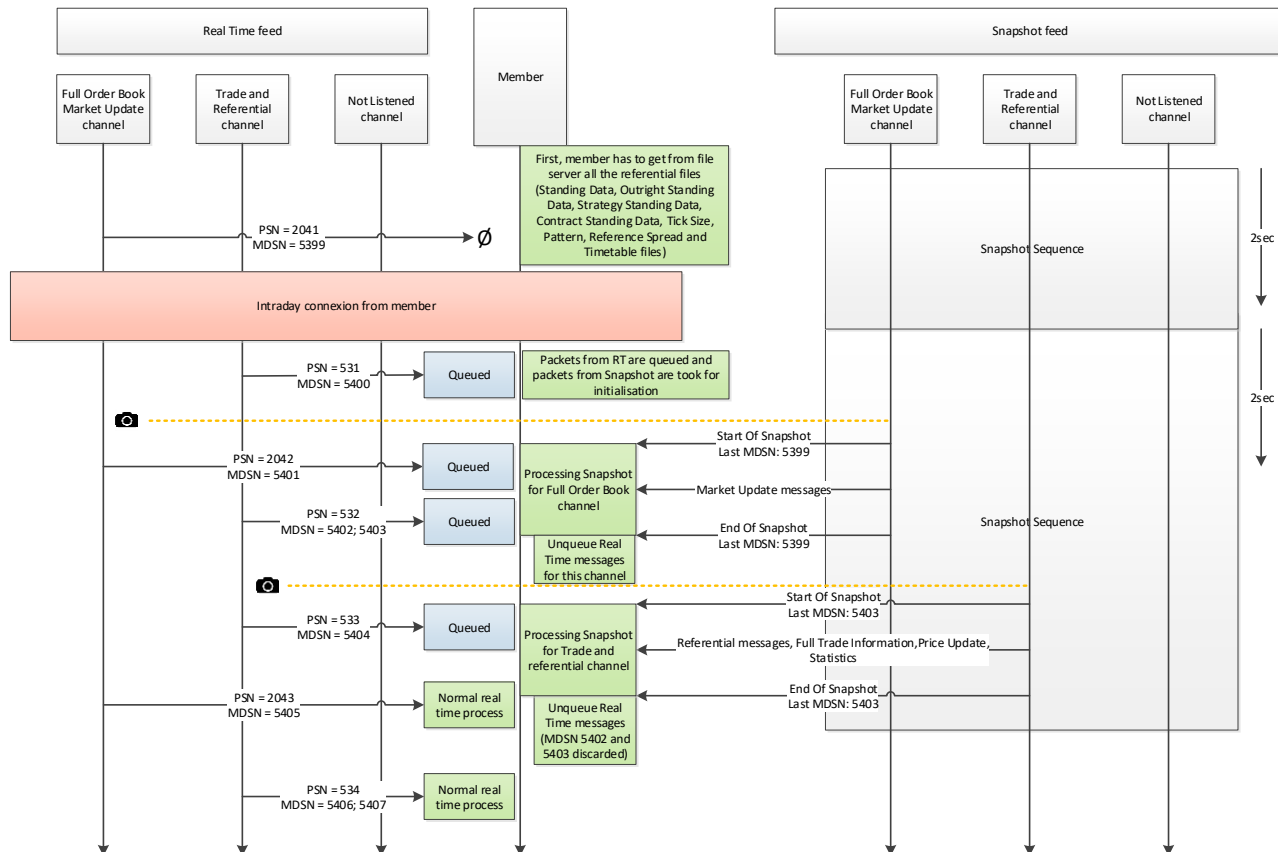 Real Time feed
Member
Snapshot feed
Full Order Book
Market Update
channel
Trade and
Referential
channel
Not Listened
channel
Full Order Book
Market Update
channel
Trade and
Referential
channel
Not Listened
channel
First, member has to get from file
server all the referential files
(Standing Data, Outright Standing
Data, Strategy Standing Data,
Contract Standing Data, Tick Size,
Pattern, Reference Spread and
Timetable files)
PSN = 2041
MDSN = 5399
Ø
Snapshot Sequence
2sec
Intraday connexion from member
PSN = 531
MDSN = 5400
Queued
Packets from RT are queued and
packets from Snapshot are took for
initialisation
2sec
Start Of Snapshot
Last MDSN: 5399
PSN = 2042
MDSN = 5401
Queued
Processing Snapshot
for Full Order Book
channel
Market Update messages
PSN = 532
MDSN = 5402; 5403
Queued
End Of Snapshot
Last MDSN: 5399
Snapshot Sequence
Unqueue Real
Time messages
for this channel
Start Of Snapshot
Last MDSN: 5403
PSN = 533
MDSN = 5404
Queued
Processing Snapshot
for Trade and
referential channel
Referential messages, Full Trade Information,Price Update,
Statistics
End Of Snapshot
Last MDSN: 5403
PSN = 2043
MDSN = 5405
Normal real
time process
Unqueue Real
Time messages
(MDSN 5402 and
5403 discarded)
PSN = 534
MDSN = 5406; 5407
Normal real
time process